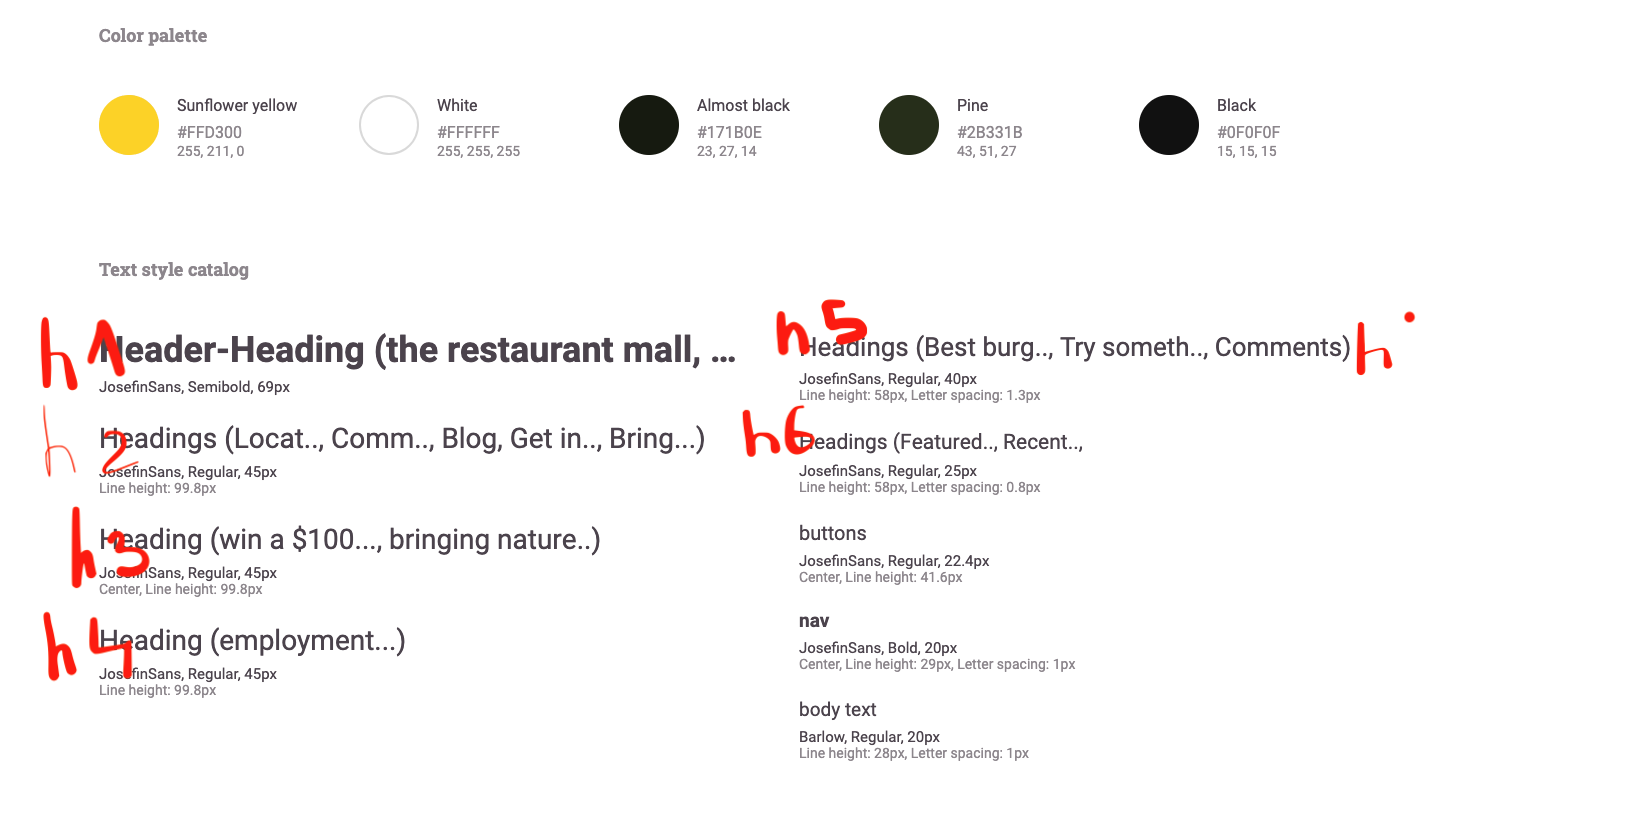 Color palette
Sunflower yellow
#FFD300
255, 211, 0
White
#FFFFFF
255, 255, 255
Almost black
#171B0E
23, 27, 14
Pine
#2B331B
43, 51, 27
Black
#0F0F0F
15, 15, 15
Text style catalog
h1
Header-Heading (the restaurant mall, ...
JosefinSans, Semibold, 69px
h2
Headings (Locat.., Comm.., Blog, Get in.., Bring...)
JosefinSans, Regular, 45px
Line height: 99.8px
h3
Heading (win a $100..., bringing nature..)
JosefinSans, Regular, 45px
Center, Line height: 99.8px
h4
Heading (employment...)
JosefinSans, Regular, 45px
Line height: 99.8px
h5
Headings (Best burg.., Try someth.., Comments)
h
JosefinSans, Regular, 40px
Line height: 58px, Letter spacing: 1.3px
h6
Headings (Featured.., Recent..,
JosefinSans, Regular, 25px
Line height: 58px, Letter spacing: 0.8px
buttons
JosefinSans, Regular, 22.4px
Center, Line height: 41.6px
nav
JosefinSans, Bold, 20px
Center, Line height: 29px, Letter spacing: 1px
body text
Barlow, Regular, 20px
Line height: 28px, Letter spacing: 1px